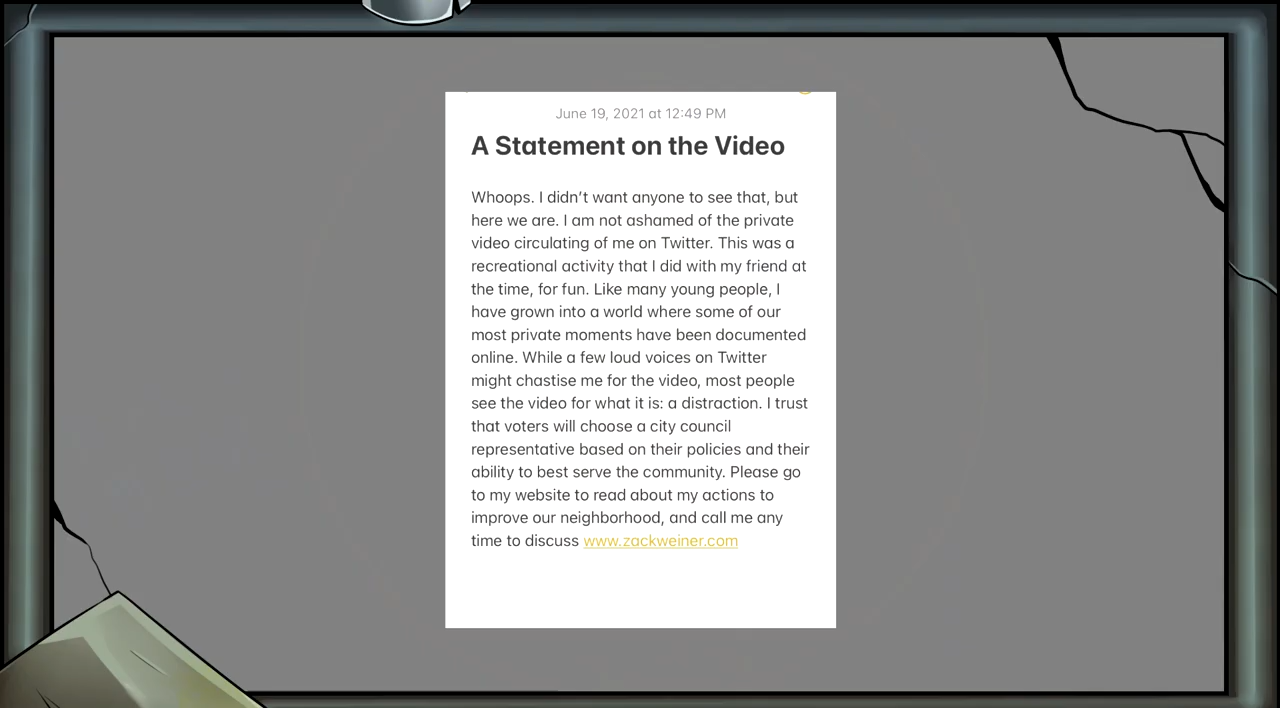 June 19, 2021 at 12:49 PM
A Statement on the Video
Whoops. I didn’t want anyone to see that, but
here we are. I am not ashamed of the private
video circulating of me on Twitter. This was a
recreational activity that I did with my friend at
the time, for fun. Like many young people, I
have grown into a world where some of our
most private moments have been documented
online. While a few loud voices on Twitter
might chastise me for the video, most people
see the video for what it is: a distraction. I trust
that voters will choose a city council
representative based on their policies and their
ability to best serve the community. Please go
to my website to read about my actions to
improve our neighborhood, and call me any
time to discuss www.zackweiner.com